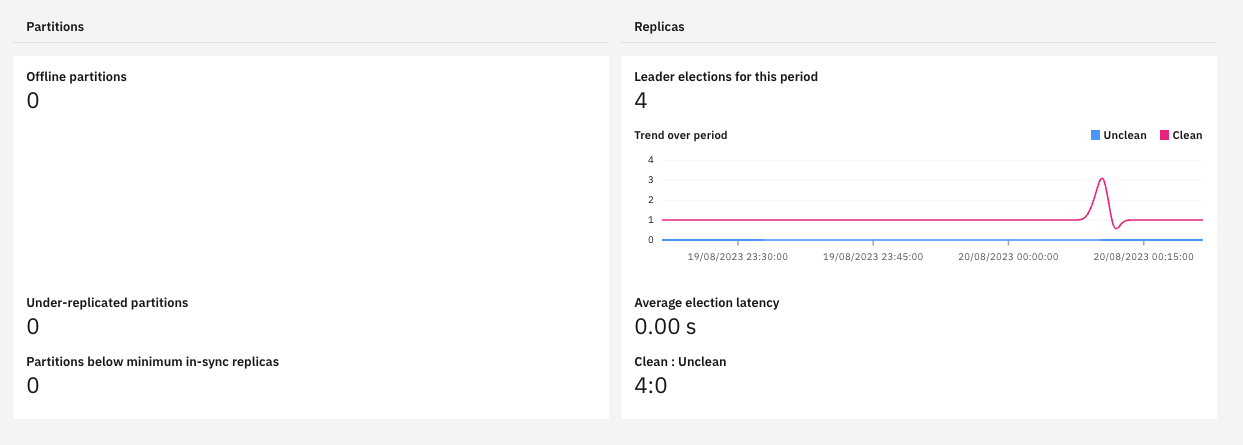 Partitions
Offline partitions
0
Under-replicated partitions
0
Partitions below minimum in-sync replicas
0
Replicas
Leader elections for this period
4
Trend over period
Unclean Clean
4
3
2
1
0
19/08/2023 23:30:00 19/08/2023 23:45:00 20/08/2023 00:00:00 20/08/2023 00:15:00
Average election latency
0.00 s
Clean : Unclean
4:0